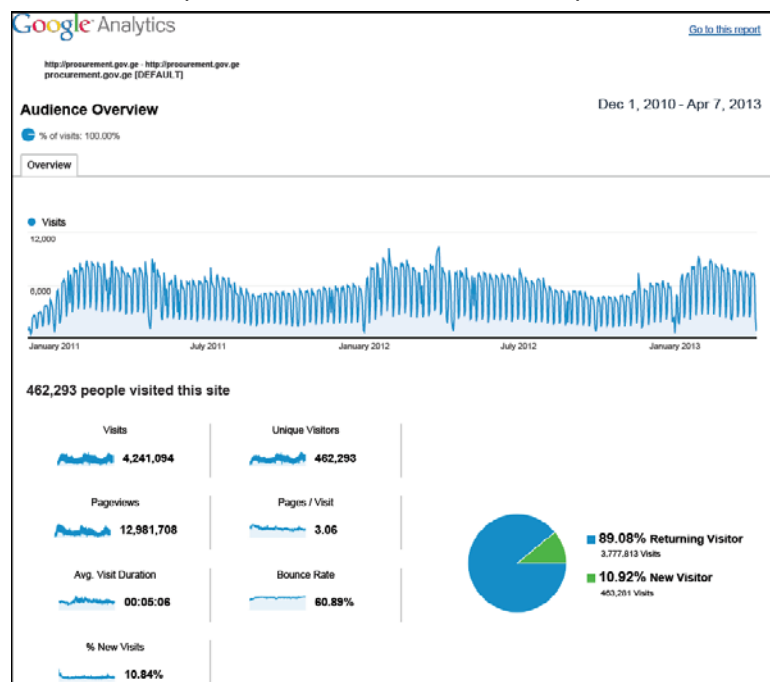 Google Analytics
Go to this report
http://procurement.gov.ge - http://procurement.gov.ge
procurement.gov.ge [DEFAULT]
Audience Overview
Dec 1, 2010 - Apr 7, 2013
% of visits: 100.00%
Overview
Visits
12,000
6,000
January 2011
July 2011
January 2012
July 2012
January 2013
462,293 people visited this site
Visits
4,241,094
Unique Visitors
462,293
Pageviews
12,981,708
Pages / Visit
3.06
Avg. Visit Duration
00:05:06
Bounce Rate
60.89%
% New Visits
10.84%
89.08% Returning Visitor
3,777,813 Visits
10.92% New Visitor
463,281 Visits